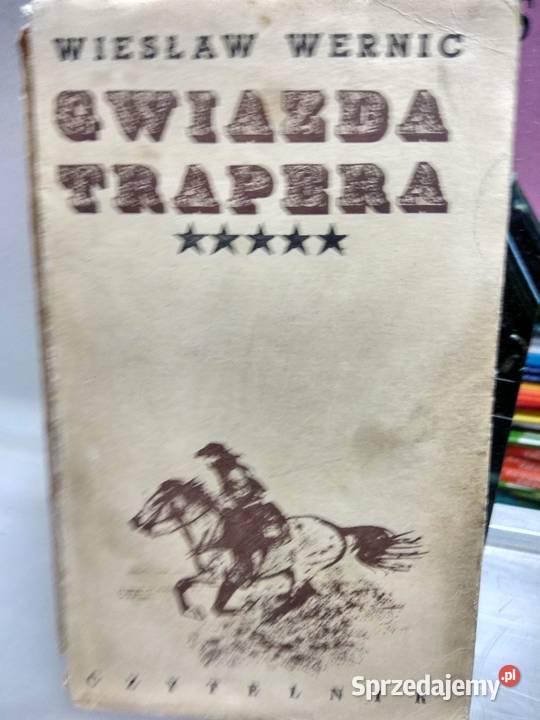 WIESŁAW WERNIC
GWIAZDA
TRAPERA
★★★★★
CZYTELNIK
Sprzedajemy.pl